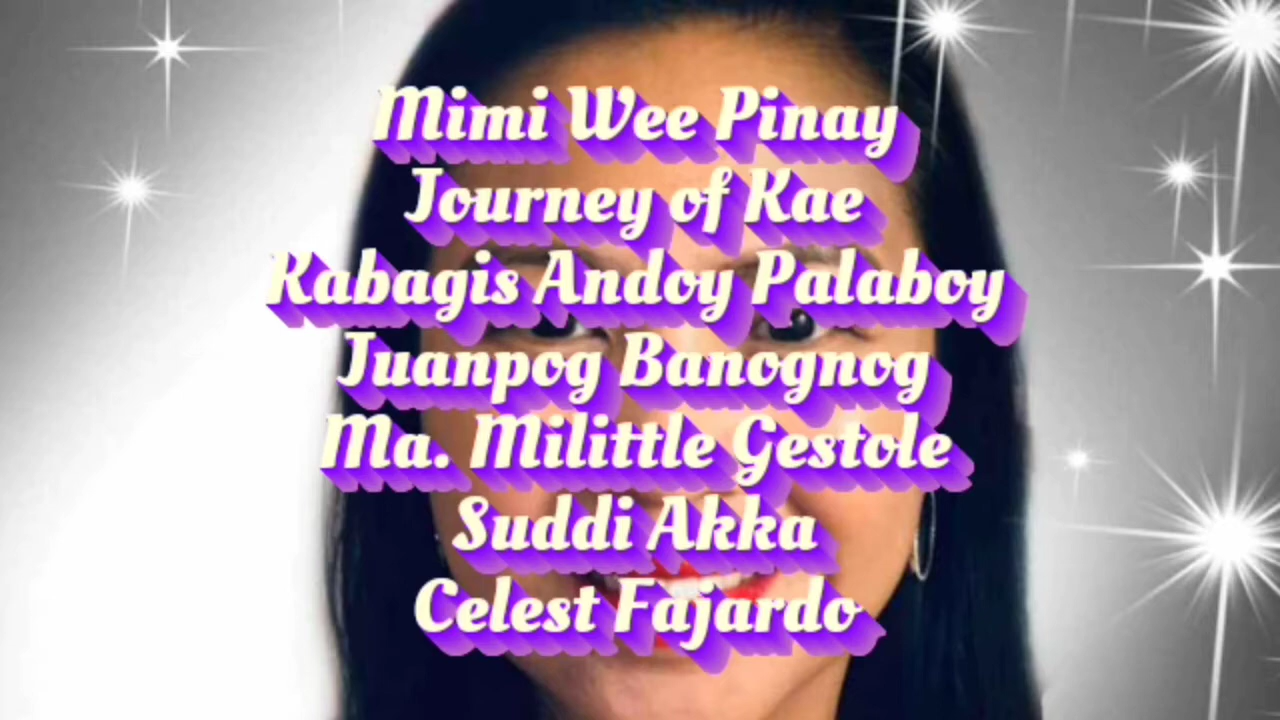 Mimi Wee Pinay
Journey of Kae
Kabagis Andoy Palaboy
Juanpog Banognog
Ma. Milittle Gestole
Suddi Akka
Celest Fajardo